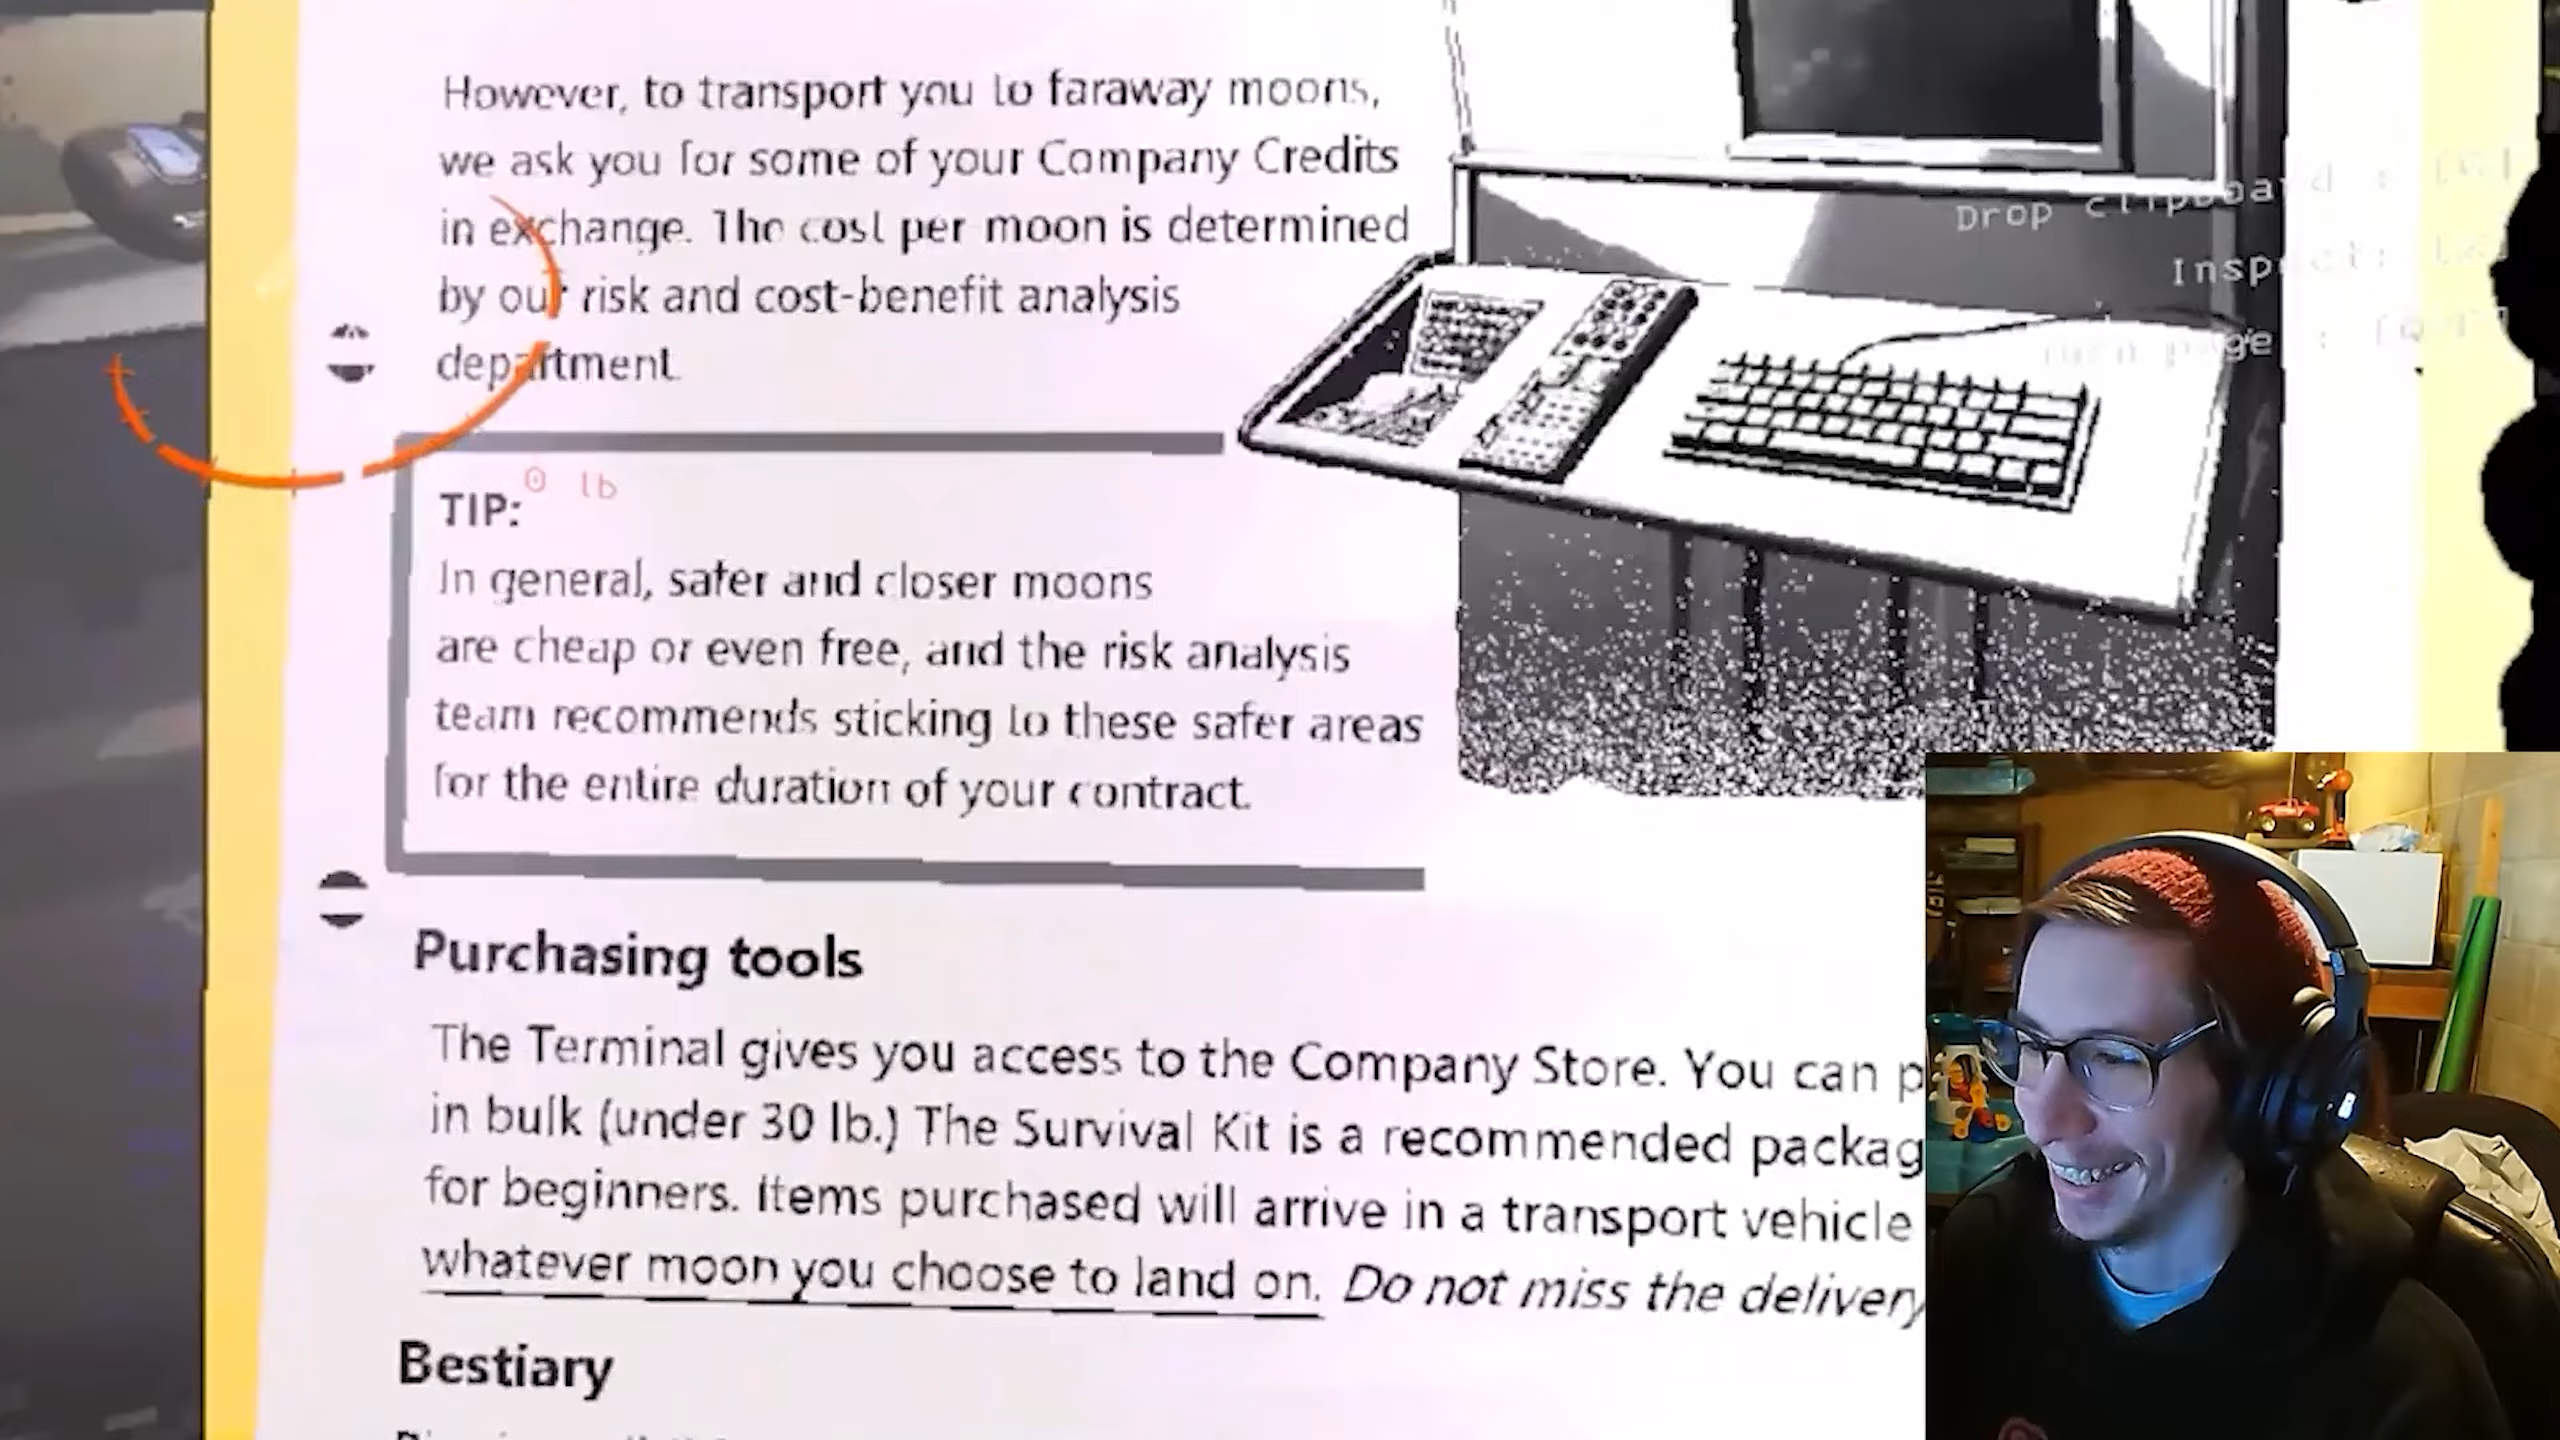 However, to transport you to faraway moons,
we ask you for some of your Company Credits
in exchange. The cost per moon is determined
by our risk and cost-benefit analysis
department.
Drop clipboard : [G]
Inspect: [Z]
Turn page : [Q/E]
0 lb
TIP:
In general, safer and closer moons
are cheap or even free, and the risk analysis
team recommends sticking to these safer areas
for the entire duration of your contract.
Purchasing tools
The Terminal gives you access to the Company Store. You can p
in bulk (under 30 lb.) The Survival Kit is a recommended packag
for beginners. Items purchased will arrive in a transport vehicle
whatever moon you choose to land on. Do not miss the delivery
Bestiary